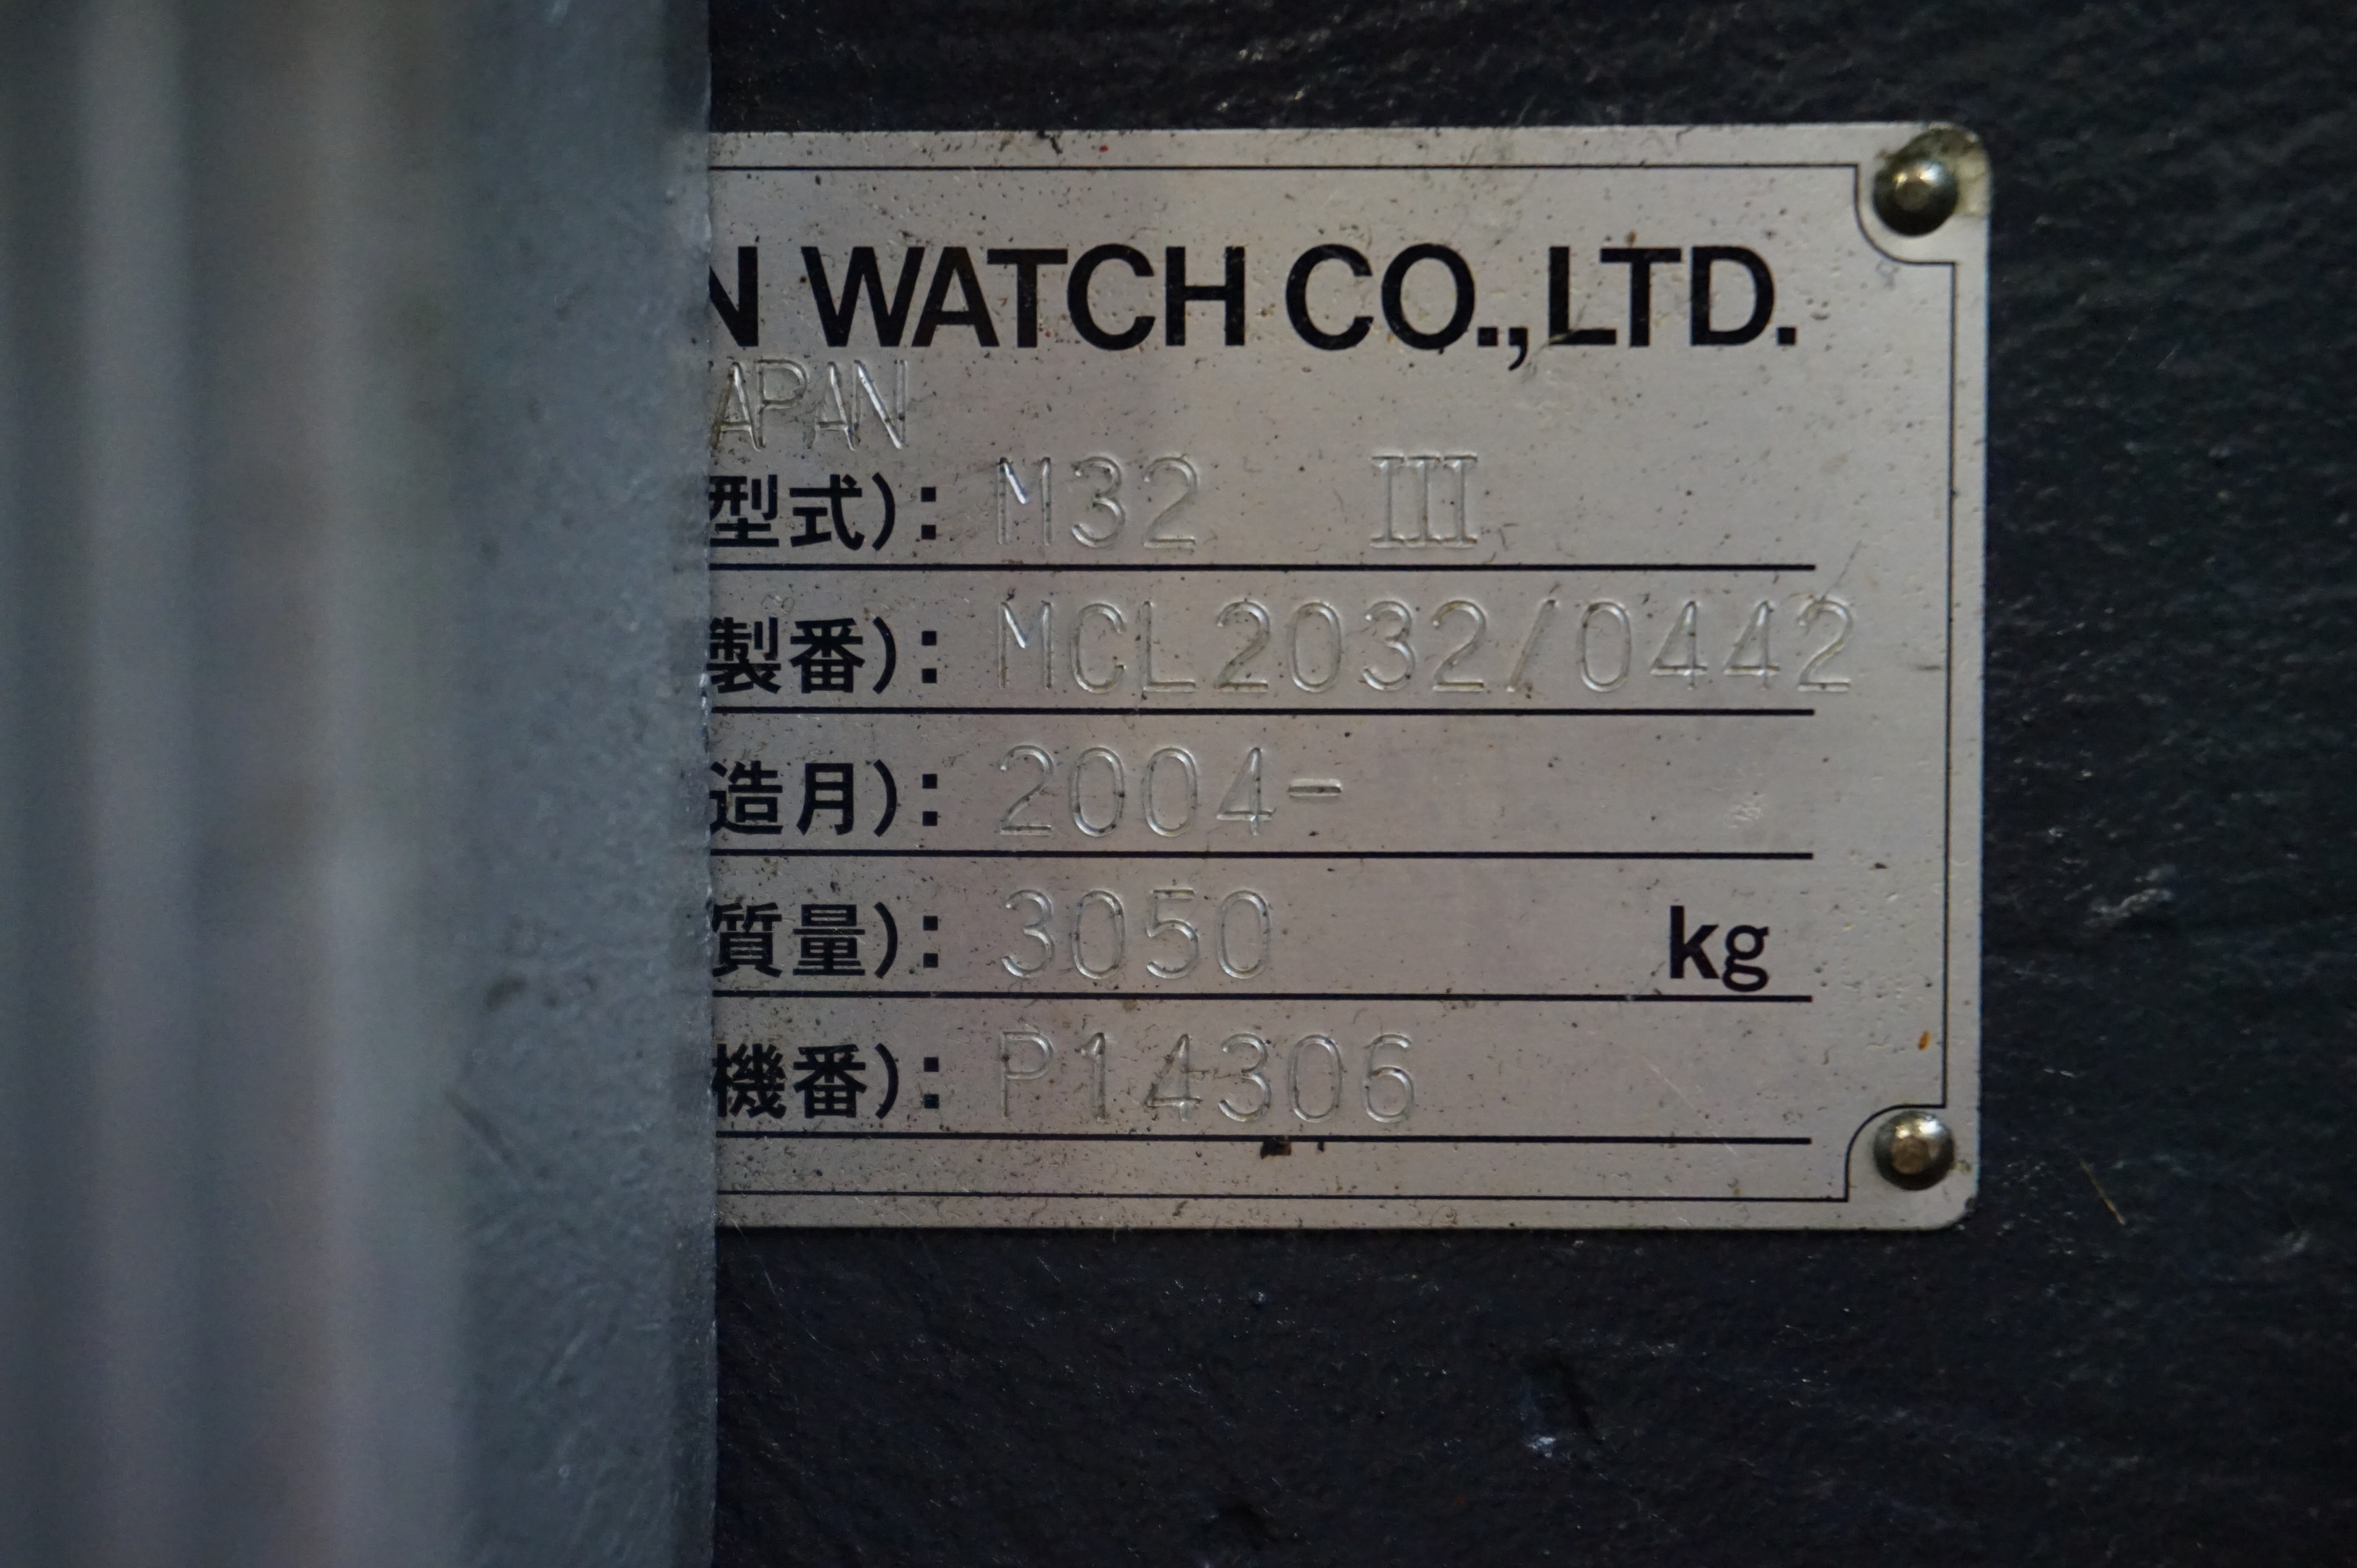 N WATCH CO.,LTD.
APAN
型式): M32 III
製番): MCL2032/0442
造月): 2004-
質量): 3050 kg
機番): P14306